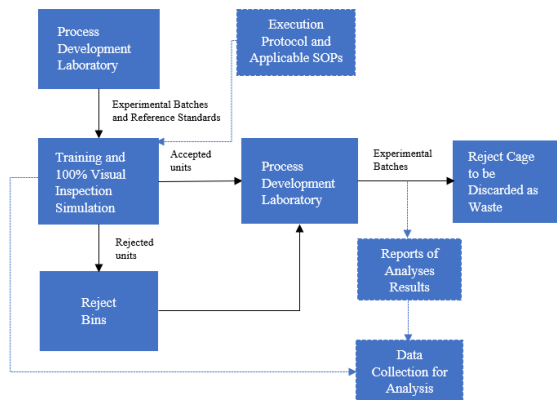 Process
Development
Laboratory
Execution
Protocol and
Applicable SOPs
Experimental Batches
and Reference Standards
Training and
100% Visual
Inspection
Simulation
Accepted
units
Process
Development
Laboratory
Experimental
Batches
Reject Cage
to be
Discarded as
Waste
Rejected
units
Reject
Bins
Reports of
Analyses
Results
Data
Collection for
Analysis